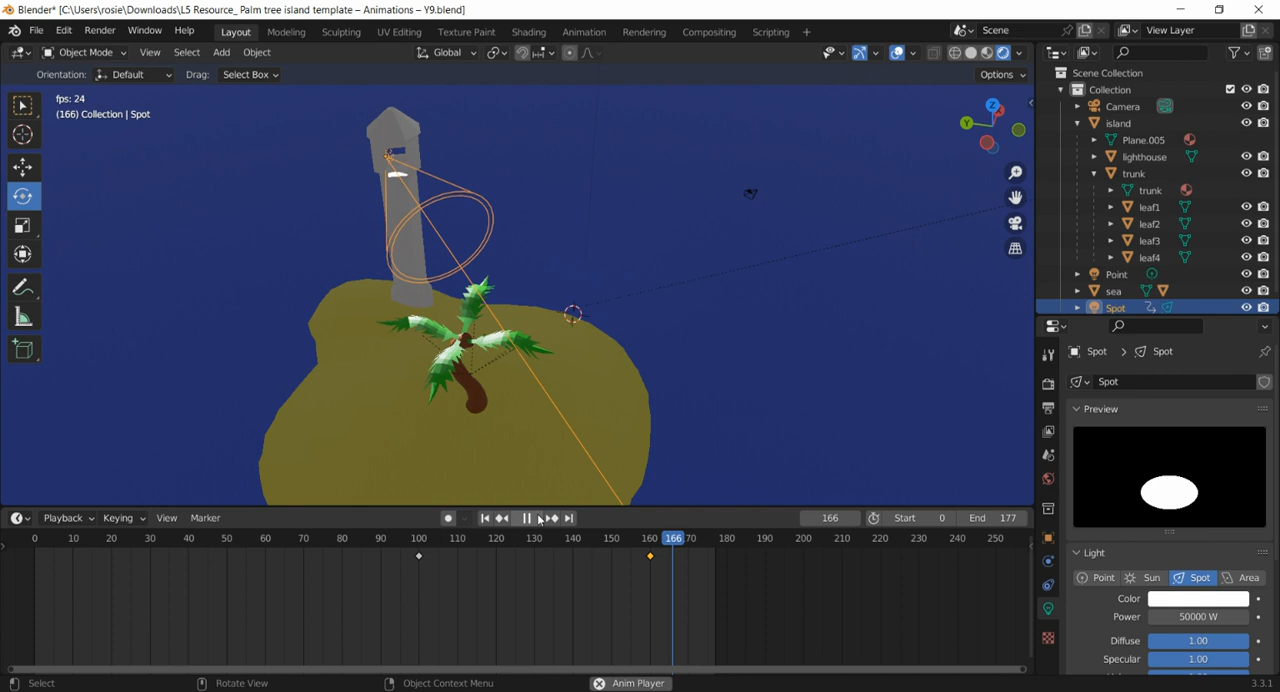 Blender* [C:\Users\rosie\Downloads\L5 Resource_ Palm tree island template – Animations – Y9.blend]
File Edit Render Window Help Layout Modeling Sculpting UV Editing Texture Paint Shading Animation Rendering Compositing Scripting + Scene View Layer
Object Mode View Select Add Object Global
Orientation: Default Drag: Select Box Options
fps: 24
(166) Collection | Spot
Z
X
Y
Scene Collection
Collection
Camera
island
Plane.005
lighthouse
trunk
trunk
leaf1
leaf2
leaf3
leaf4
Point
sea
Spot
Spot > Spot
Spot
Preview
Light
Point Sun Spot Area
Color
Power 50000 W
Diffuse 1.00
Specular 1.00
Playback Keying View Marker 166 Start 0 End 177
0 10 20 30 40 50 60 70 80 90 100 110 120 130 140 150 160 166 70 180 190 200 210 220 230 240 250
Select Rotate View Object Context Menu Anim Player 3.3.1